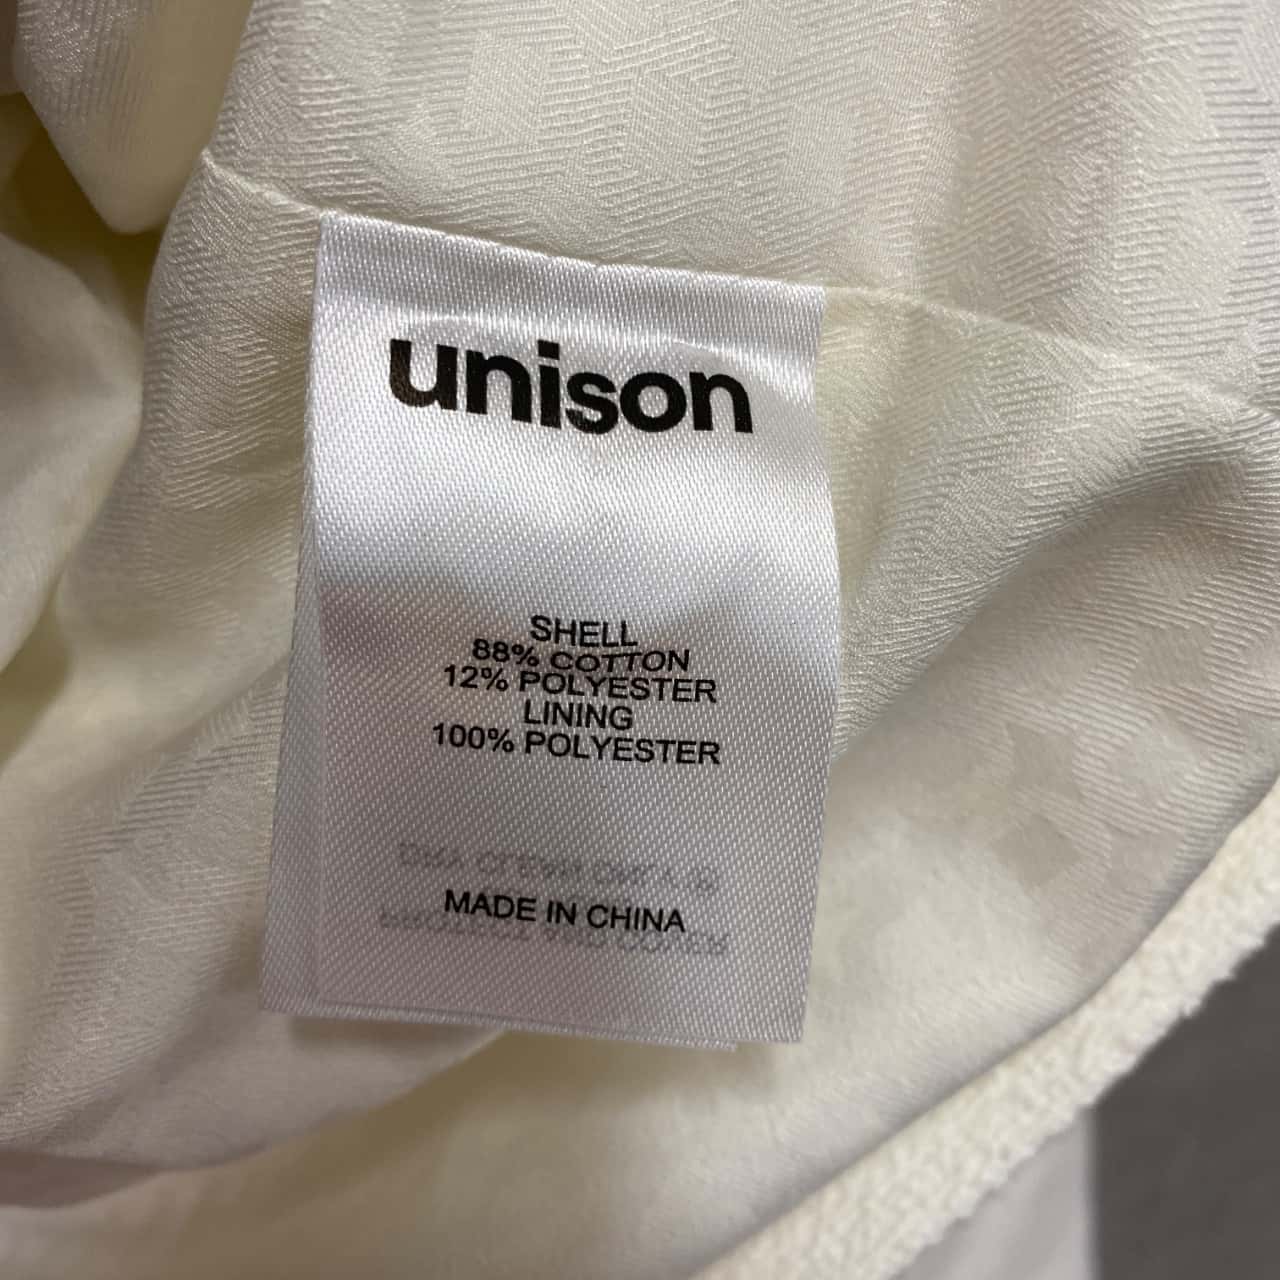 unison
SHELL
88% COTTON
12% POLYESTER
LINING
100% POLYESTER
MADE IN CHINA